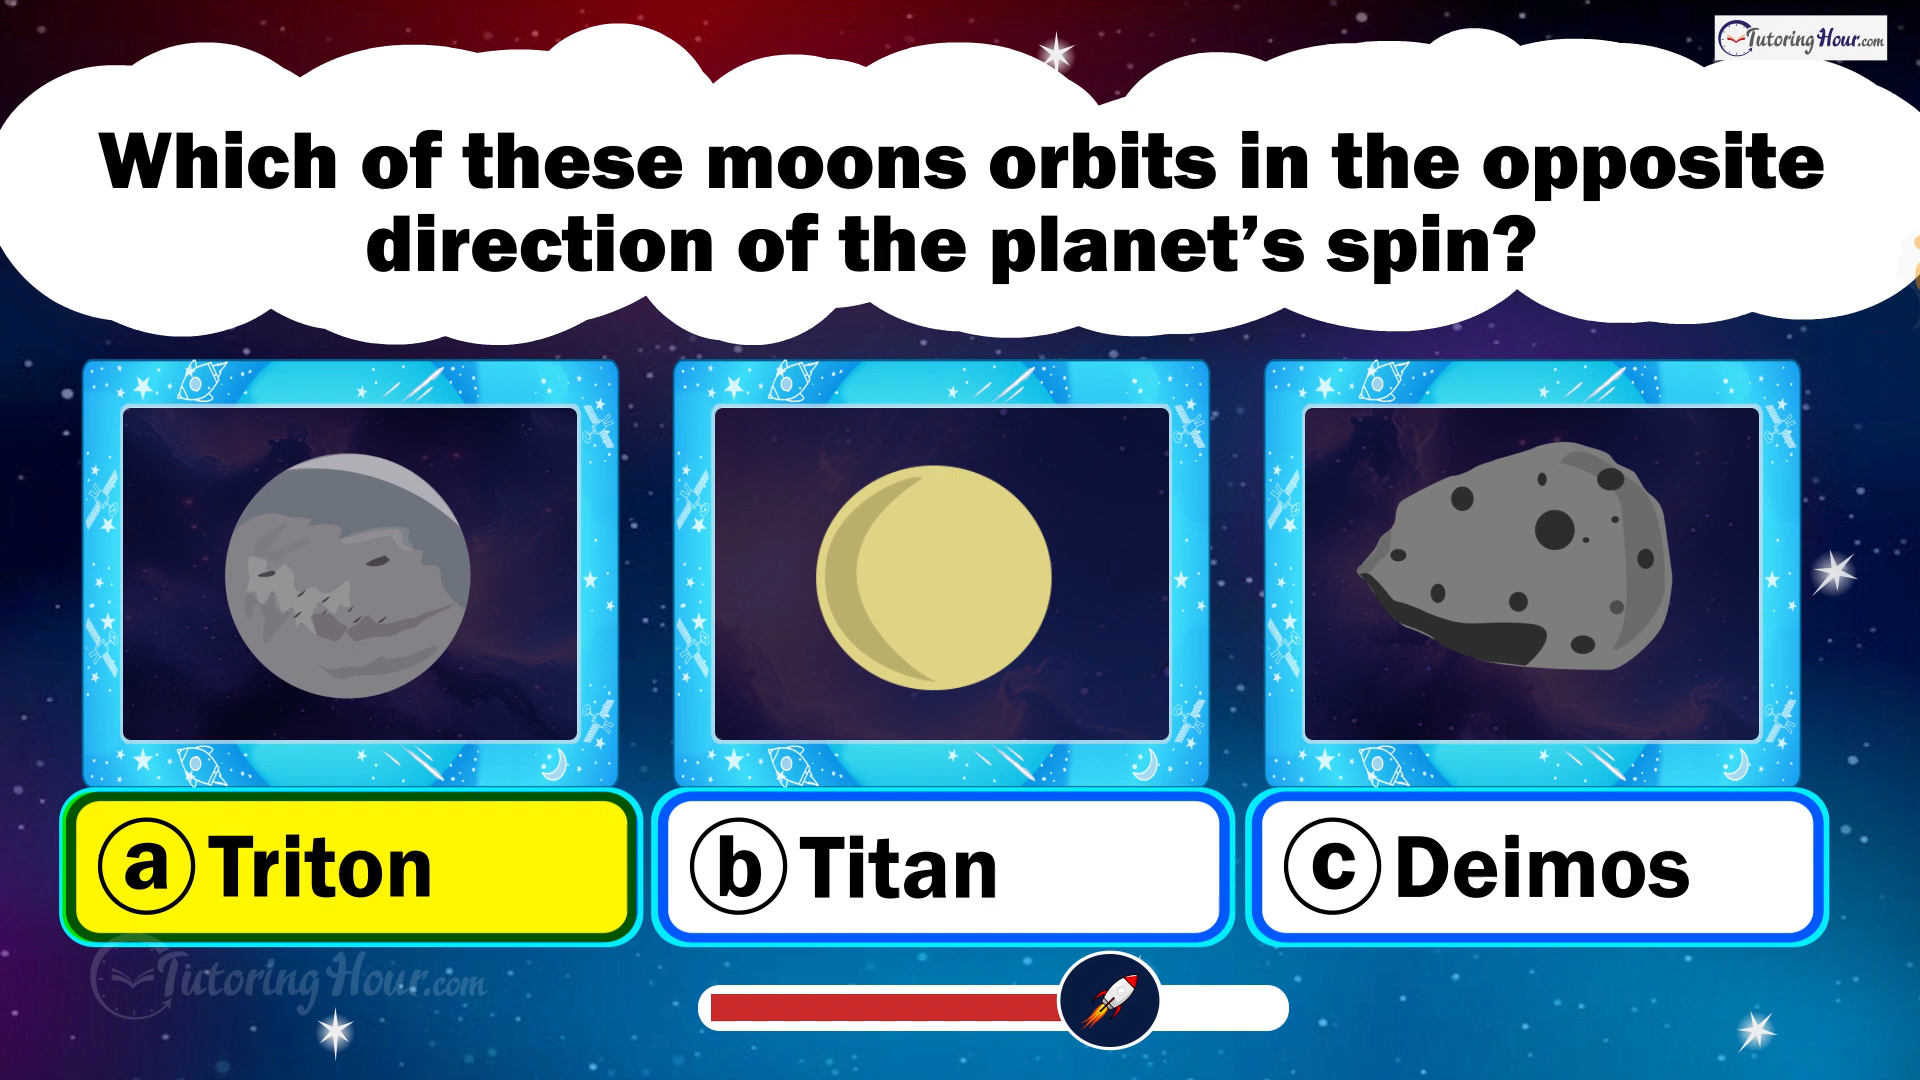 TutoringHour.com
Which of these moons orbits in the opposite
direction of the planet’s spin?
a Triton
b Titan
c Deimos
TutoringHour.com